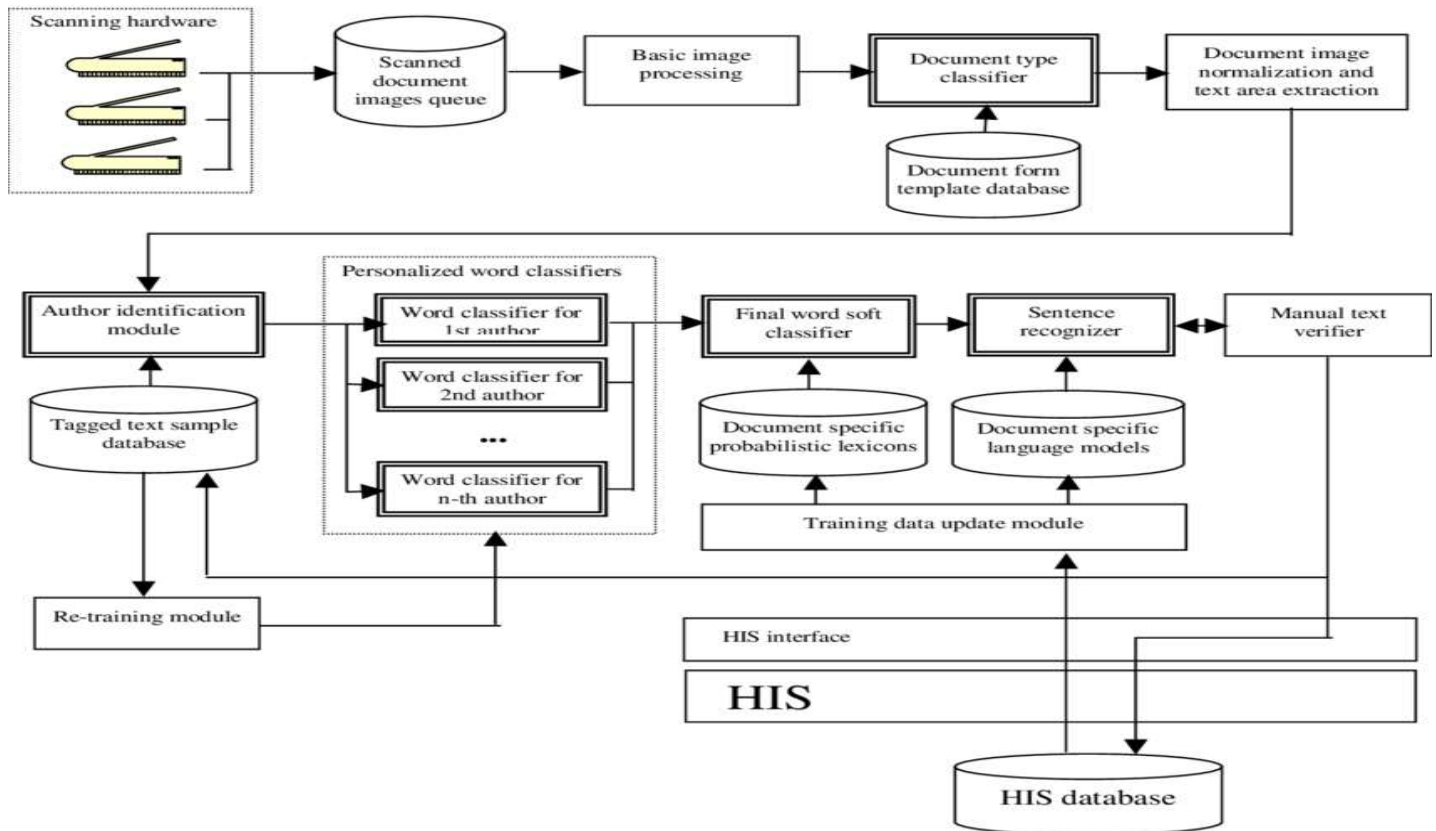 Scanning hardware
Scanned
document
images queue
Basic image
processing
Document type
classifier
Document image
normalization and
text area extraction
Document form
template database
Author identification
module
Personalized word classifiers
Word classifier for
1st author
Word classifier for
2nd author
...
Word classifier for
n-th author
Final word soft
classifier
Sentence
recognizer
Manual text
verifier
Tagged text sample
database
Document specific
probabilistic lexicons
Document specific
language models
Training data update module
Re-training module
HIS interface
HIS
HIS database